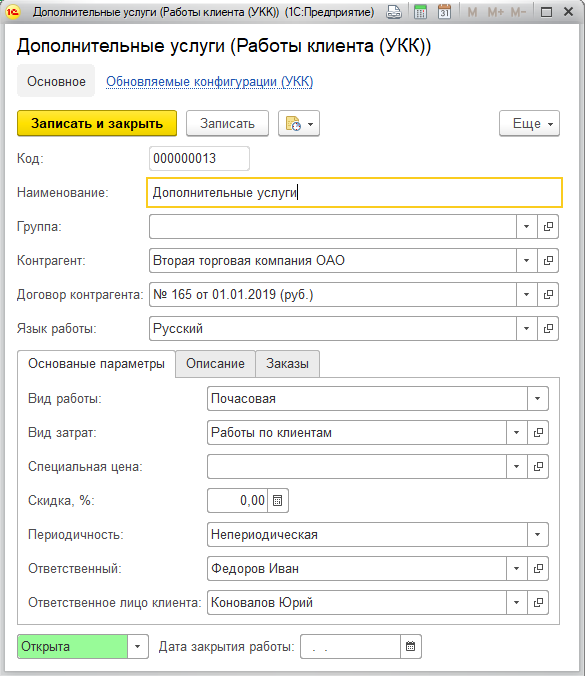 1С Дополнительные услуги (Работы клиента (УКК)) (1С:Предприятие) 31 M M+ M-
Дополнительные услуги (Работы клиента (УКК))
Основное Обновляемые конфигурации (УКК)
Записать и закрыть Записать Еще
Код: 000000013
Наименование: Дополнительные услуги
Группа:
Контрагент: Вторая торговая компания ОАО
Договор контрагента: № 165 от 01.01.2019 (руб.)
Язык работы: Русский
Основаные параметры Описание Заказы
Вид работы: Почасовая
Вид затрат: Работы по клиентам
Специальная цена:
Скидка, %: 0,00
Периодичность: Непериодическая
Ответственный: Федоров Иван
Ответственное лицо клиента: Коновалов Юрий
Открыта Дата закрытия работы: . .